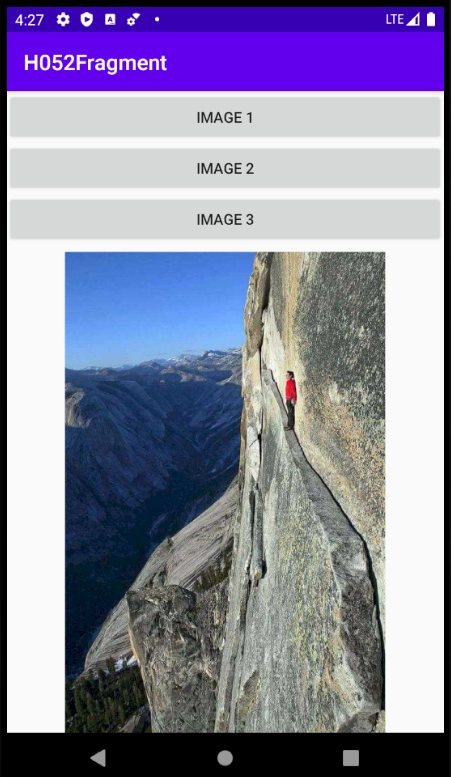 4:27 LTE
H052Fragment
IMAGE 1
IMAGE 2
IMAGE 3